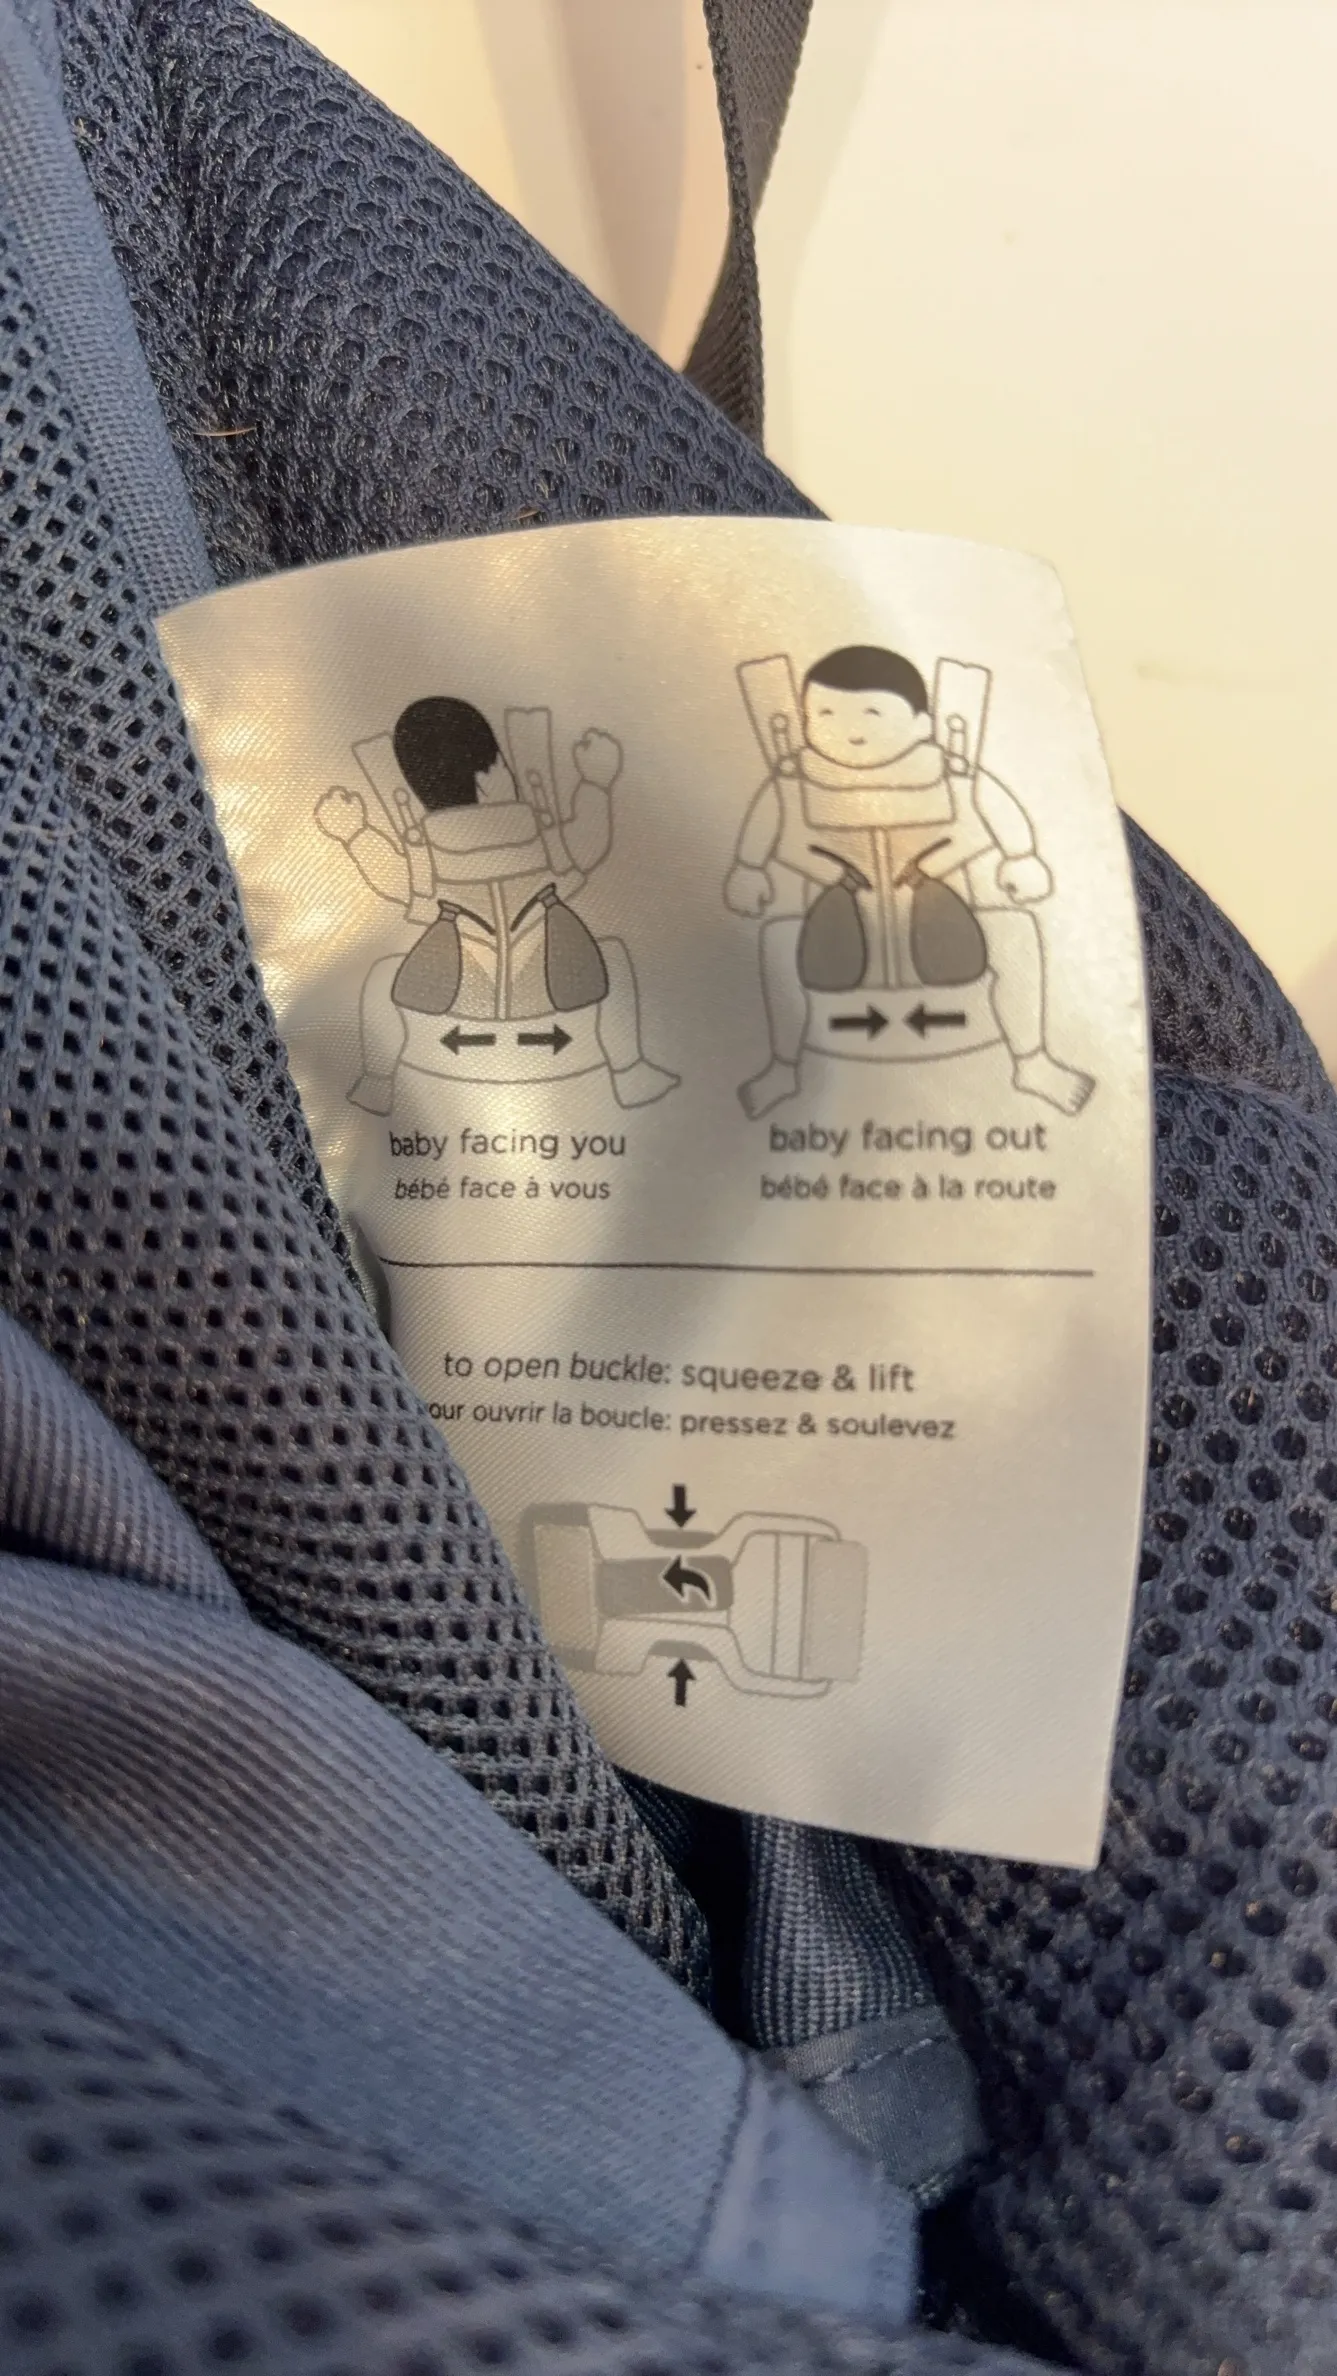 baby facing you
bébé face à vous
baby facing out
bébé face à la route
to open buckle: squeeze & lift
our ouvrir la boucle: pressez & soulevez